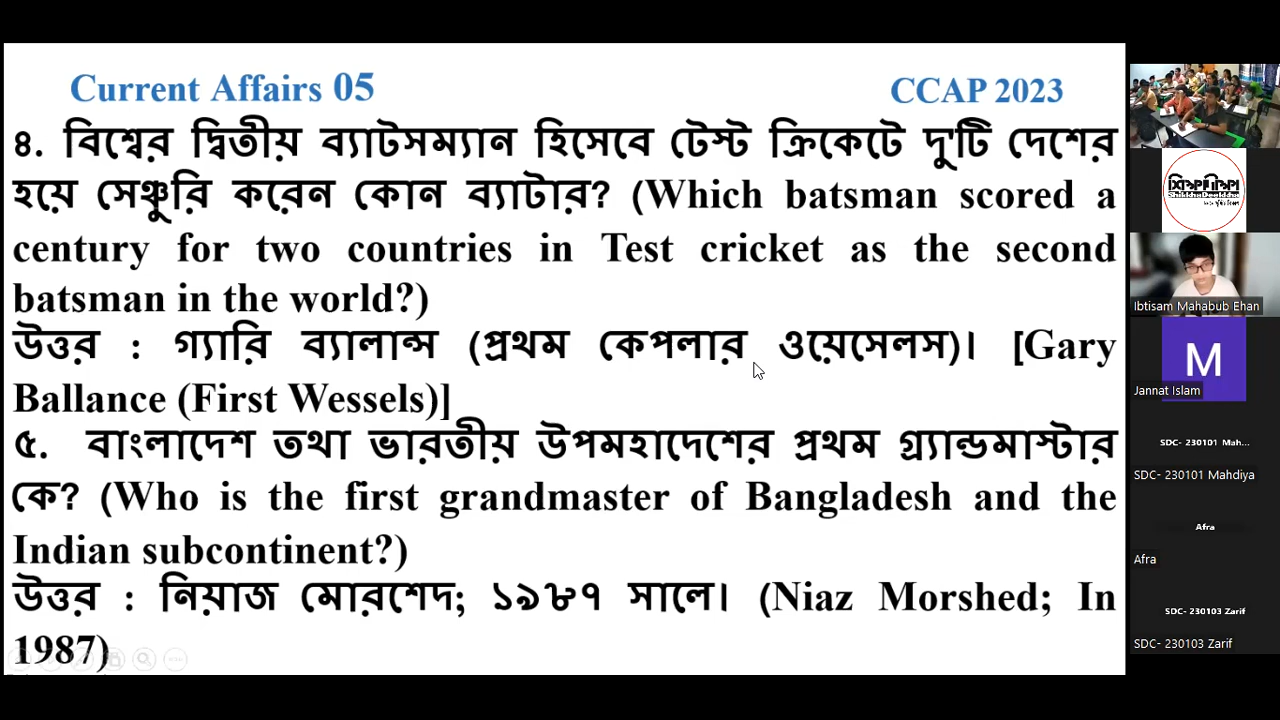 Current Affairs 05
CCAP 2023
৪. বিশ্বের দ্বিতীয় ব্যাটসম্যান হিসেবে টেস্ট ক্রিকেটে দু'টি দেশের
হয়ে সেঞ্চুরি করেন কোন ব্যাটার? (Which batsman scored a
century for two countries in Test cricket as the second
batsman in the world?)
উত্তর : গ্যারি ব্যালান্স (প্রথম কেপলার ওয়েসেলস)। [Gary
Ballance (First Wessels)]
৫. বাংলাদেশ তথা ভারতীয় উপমহাদেশের প্রথম গ্র্যান্ডমাস্টার
কে? (Who is the first grandmaster of Bangladesh and the
Indian subcontinent?)
উত্তর : নিয়াজ মোরশেদ; ১৯৮৭ সালে। (Niaz Morshed; In
1987)
Ibtisam Mahabub Ehan
M
Jannat Islam
SDC- 230101 Mah...
SDC- 230101 Mahdiya
Afra
Afra
SDC- 230103 Zarif
SDC- 230103 Zarif